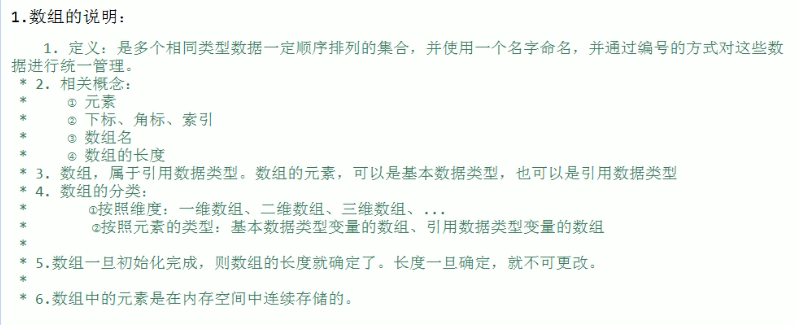 1.数组的说明：
1. 定义：是多个相同类型数据一定顺序排列的集合，并使用一个名字命名，并通过编号的方式对这些数
据进行统一管理。
* 2. 相关概念：
* ① 元素
* ② 下标、角标、索引
* ③ 数组名
* ④ 数组的长度
* 3. 数组，属于引用数据类型。数组的元素，可以是基本数据类型，也可以是引用数据类型
* 4. 数组的分类：
* ①按照维度：一维数组、二维数组、三维数组、...
* ②按照元素的类型：基本数据类型变量的数组、引用数据类型变量的数组
*
* 5.数组一旦初始化完成，则数组的长度就确定了。长度一旦确定，就不可更改。
*
* 6.数组中的元素是在内存空间中连续存储的。